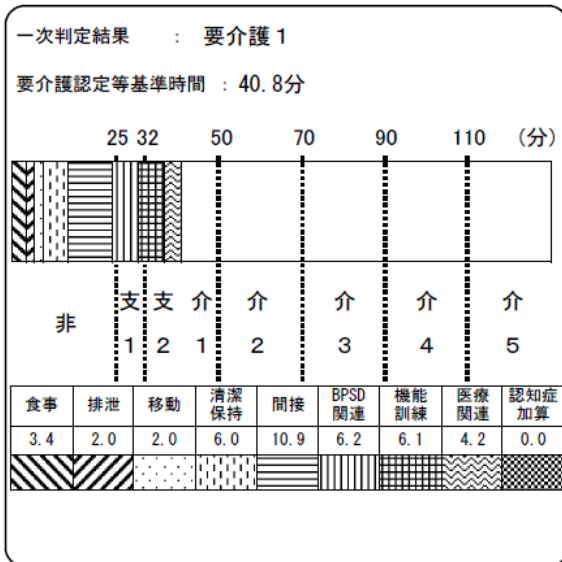 一次判定結果 : 要介護1
要介護認定等基準時間 : 40.8分
25 32 50 70 90 110 (分)
非 支1 支2 介1 介2 介3 介4 介5
食事 排泄 移動 清潔保持 間接 BPSD関連 機能訓練 医療関連 認知症加算
3.4 2.0 2.0 6.0 10.9 6.2 6.1 4.2 0.0